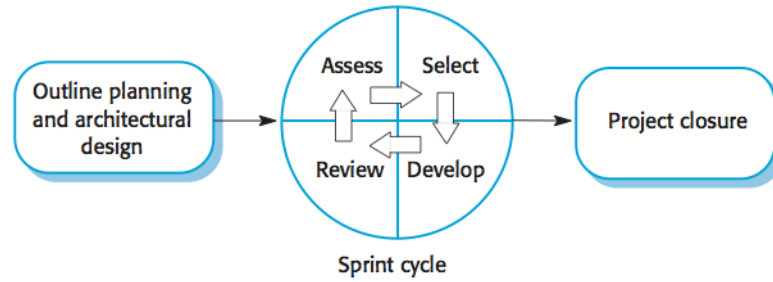 Outline planning
and architectural
design
Assess
Select
Review
Develop
Project closure
Sprint cycle